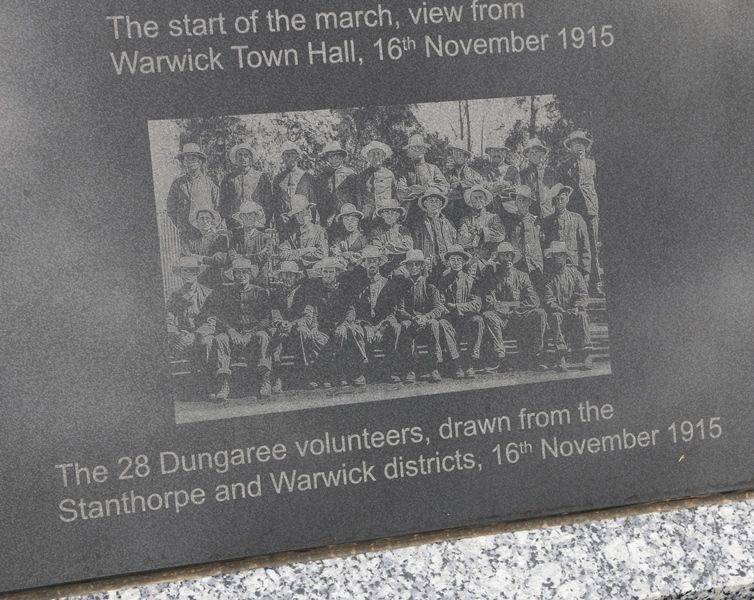 The start of the march, view from
Warwick Town Hall, 16th November 1915
The 28 Dungaree volunteers, drawn from the
Stanthorpe and Warwick districts, 16th November 1915